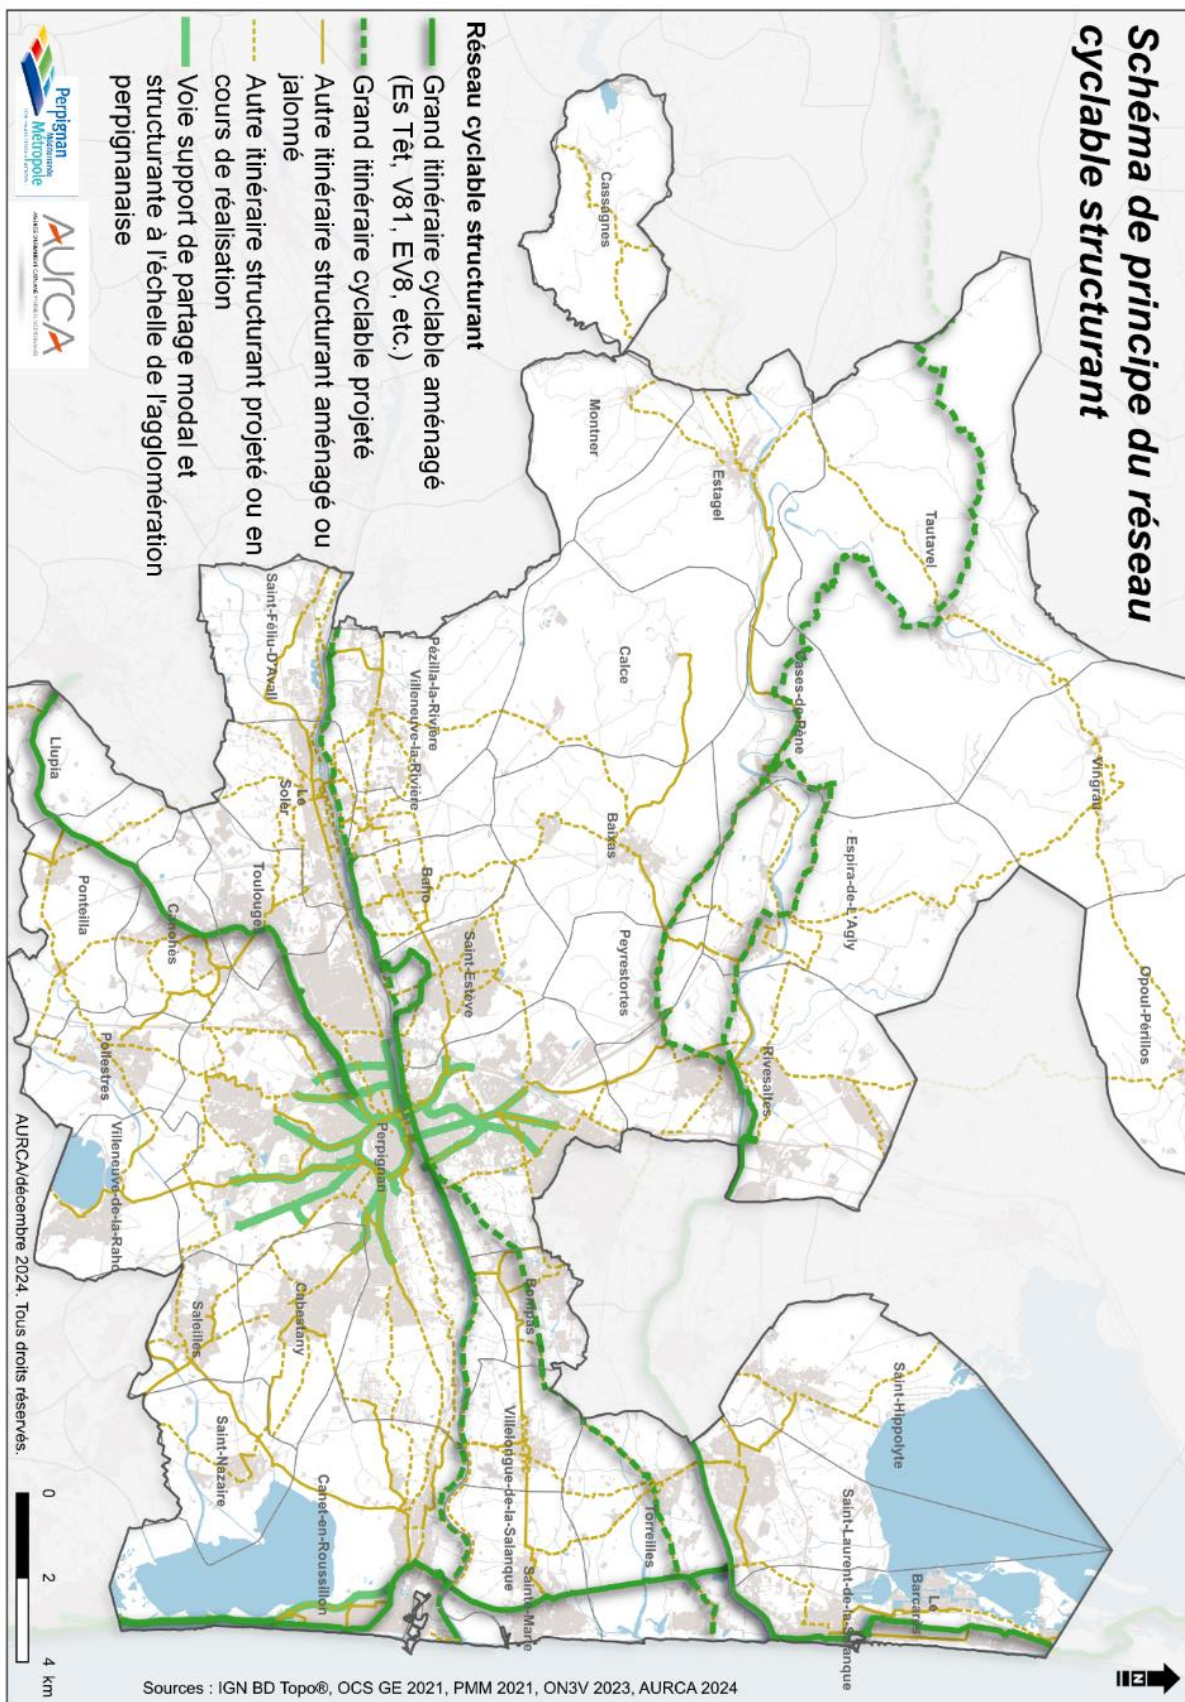 Schéma de principe du réseau
cyclable structurant
N
Réseau cyclable structurant
Grand itinéraire cyclable aménagé
(Es Têt, V81, EV8, etc.)
Grand itinéraire cyclable projeté
Autre itinéraire structurant aménagé ou
jalonné
Autre itinéraire structurant projeté ou en
cours de réalisation
Voie support de partage modal et
structurante à l'échelle de l'agglomération
perpignanaise
Perpignan
Méditerranée
Métropole
AURCA
Opoul-Périllos
Vingrau
Tautavel
Cassagnes
Estagel
Montner
Cases-de-Pène
Espira-de-L'Agly
Calce
Baixas
Rivesaltes
Peyrestortes
Saint-Hippolyte
Le
Barcarès
Saint-Laurent-de-la-Salanque
Torreilles
Pézilla-la-Rivière
Villeneuve-la-Rivière
Baho
Saint-Estève
Bompas
Villelongue-de-la-Salanque
Sainte-Marie
Saint-Féliu-D'Avall
Le
Soler
Toulouges
Perpignan
Canet-en-Roussillon
Cabestany
Canohès
Llupia
Ponteilla
Pollestres
Villeneuve-de-la-Raho
Saleilles
Saint-Nazaire
AURCA/décembre 2024. Tous droits réservés.
0 2 4 km
Sources : IGN BD Topo®, OCS GE 2021, PMM 2021, ON3V 2023, AURCA 2024